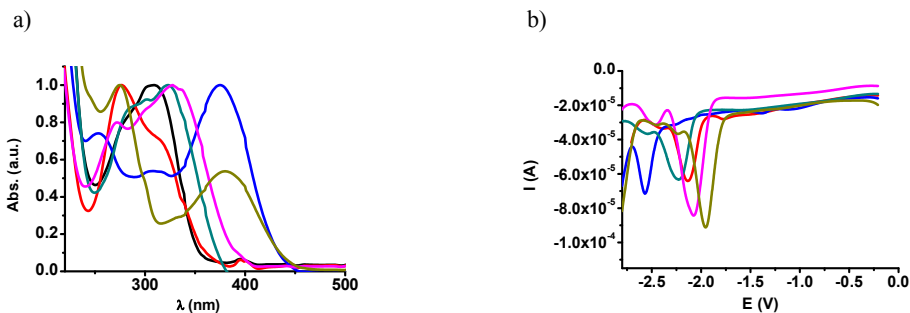 a)
b)
Abs. (a.u.)
1.0
0.8
0.6
0.4
0.2
0.0
300
400
500
λ (nm)
I (A)
0.0
-2.0x10⁻⁵
-4.0x10⁻⁵
-6.0x10⁻⁵
-8.0x10⁻⁵
-1.0x10⁻⁴
-2.5
-2.0
-1.5
-1.0
-0.5
0.0
E (V)